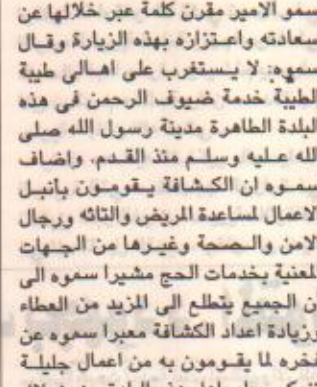 سمو الامير مقرن كلمة عبر خلالها عن
سعادته واعتزازه بهذه الزيارة وقال
سموه: لا يستغرب على اهالي طيبة
الطيبة خدمة ضيوف الرحمن في هذه
البلدة الطاهرة مدينة رسول الله صلى
الله عليه وسلم منذ القدم. واضاف
سموه ان الكشافة يقومون بأنبل
الاعمال لمساعدة المريض والتائه ورجال
الامن والصحة وغيرها من الجهات
المعنية بخدمات الحج مشيرا سموه الى
ن الجميع يتطلع الى المزيد من العطاء
وزيادة اعداد الكشافة معبرا سموه عن
فخره لما يقومون به من اعمال جليلة